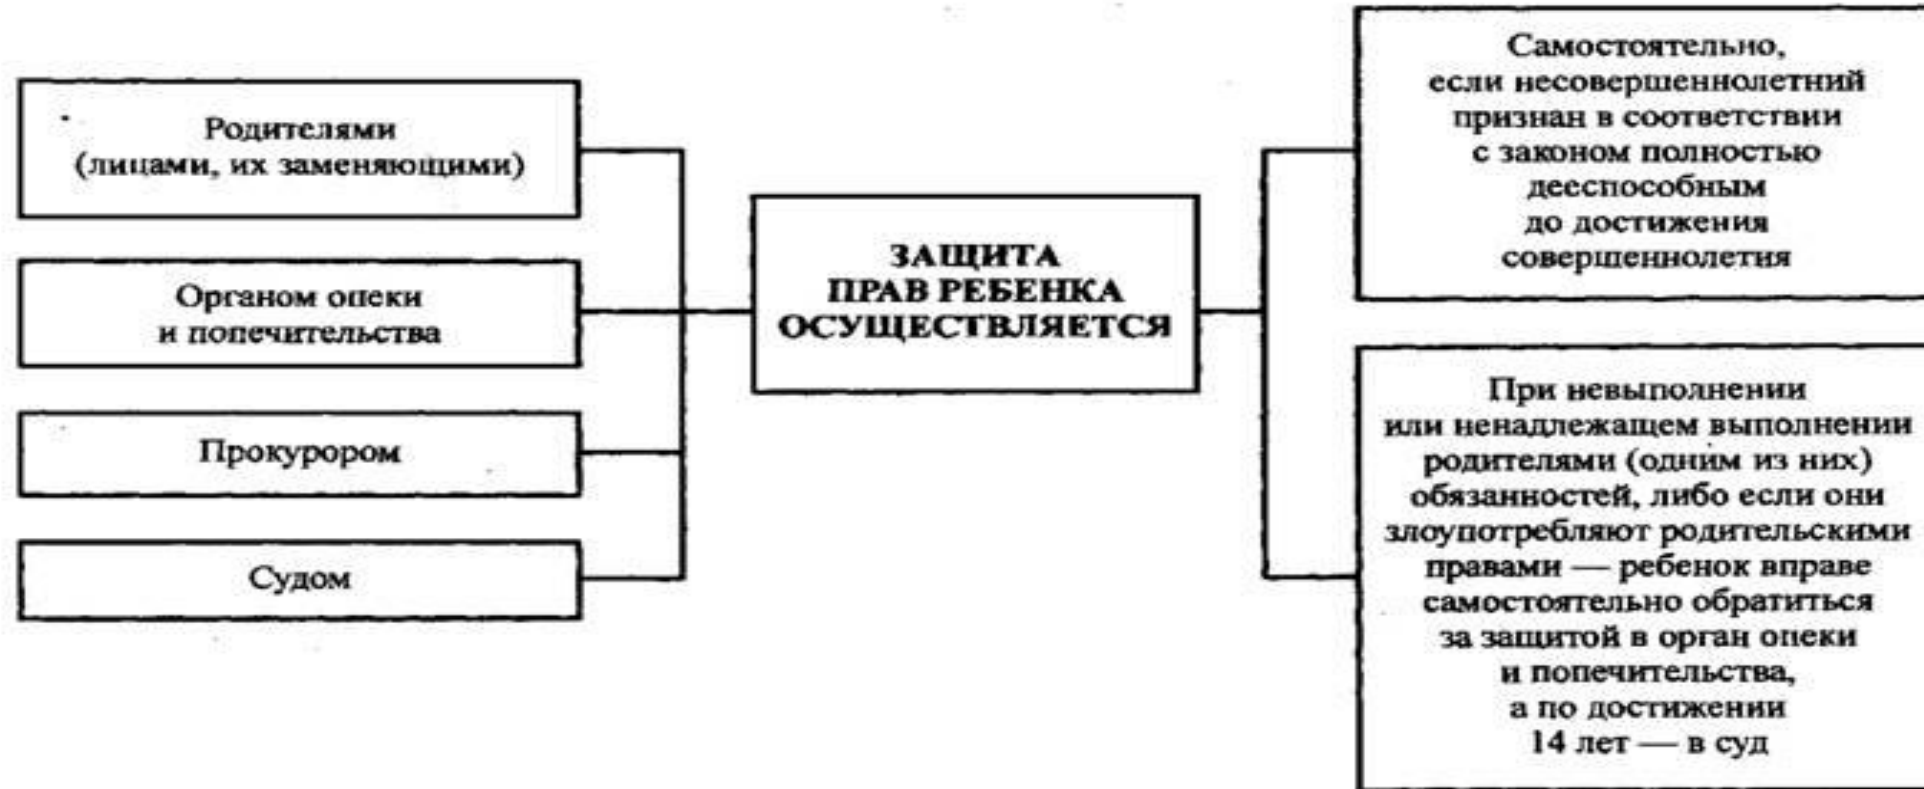 Родителями
(лицами, их заменяющими)
Органом опеки
и попечительства
Прокурором
Судом
ЗАЩИТА
ПРАВ РЕБЕНКА
ОСУЩЕСТВЛЯЕТСЯ
Самостоятельно,
если несовершеннолетний
признан в соответствии
с законом полностью
дееспособным
до достижения
совершеннолетия
При невыполнении
или ненадлежащем выполнении
родителями (одним из них)
обязанностей, либо если они
злоупотребляют родительскими
правами — ребенок вправе
самостоятельно обратиться
за защитой в орган опеки
и попечительства,
а по достижении
14 лет — в суд